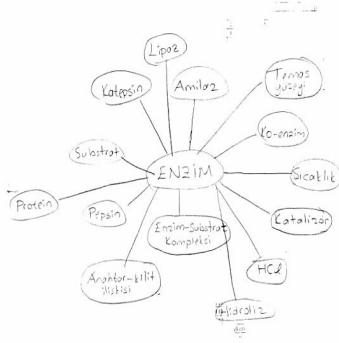 Lipaz
Katepsin
Amilaz
Temas
yüzeyi
Ko-enzim
Substrat
ENZİM
Sıcaklık
Protein
Pepsin
Enzim-Substrat
Kompleksi
Katalizör
Anahtar-kilit
ilişkisi
HCl
Hidroliz